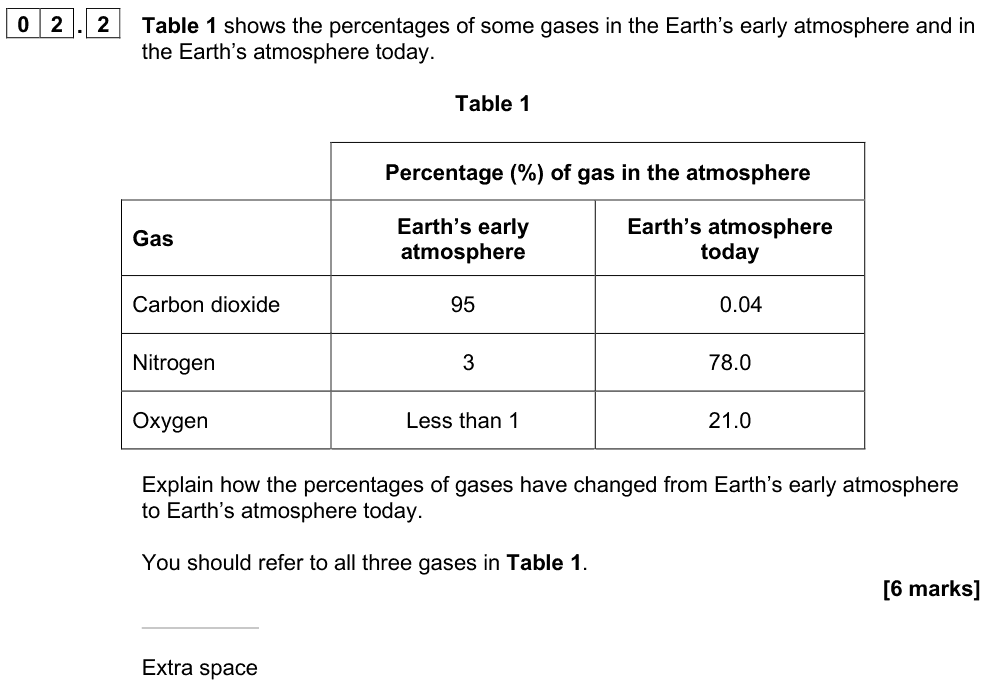 02.2 Table 1 shows the percentages of some gases in the Earth's early atmosphere and in
the Earth's atmosphere today.
Table 1
Percentage (%) of gas in the atmosphere
Gas Earth's early atmosphere Earth's atmosphere today
Carbon dioxide 95 0.04
Nitrogen 3 78.0
Oxygen Less than 1 21.0
Explain how the percentages of gases have changed from Earth's early atmosphere
to Earth's atmosphere today.
You should refer to all three gases in Table 1.
[6 marks]
Extra space